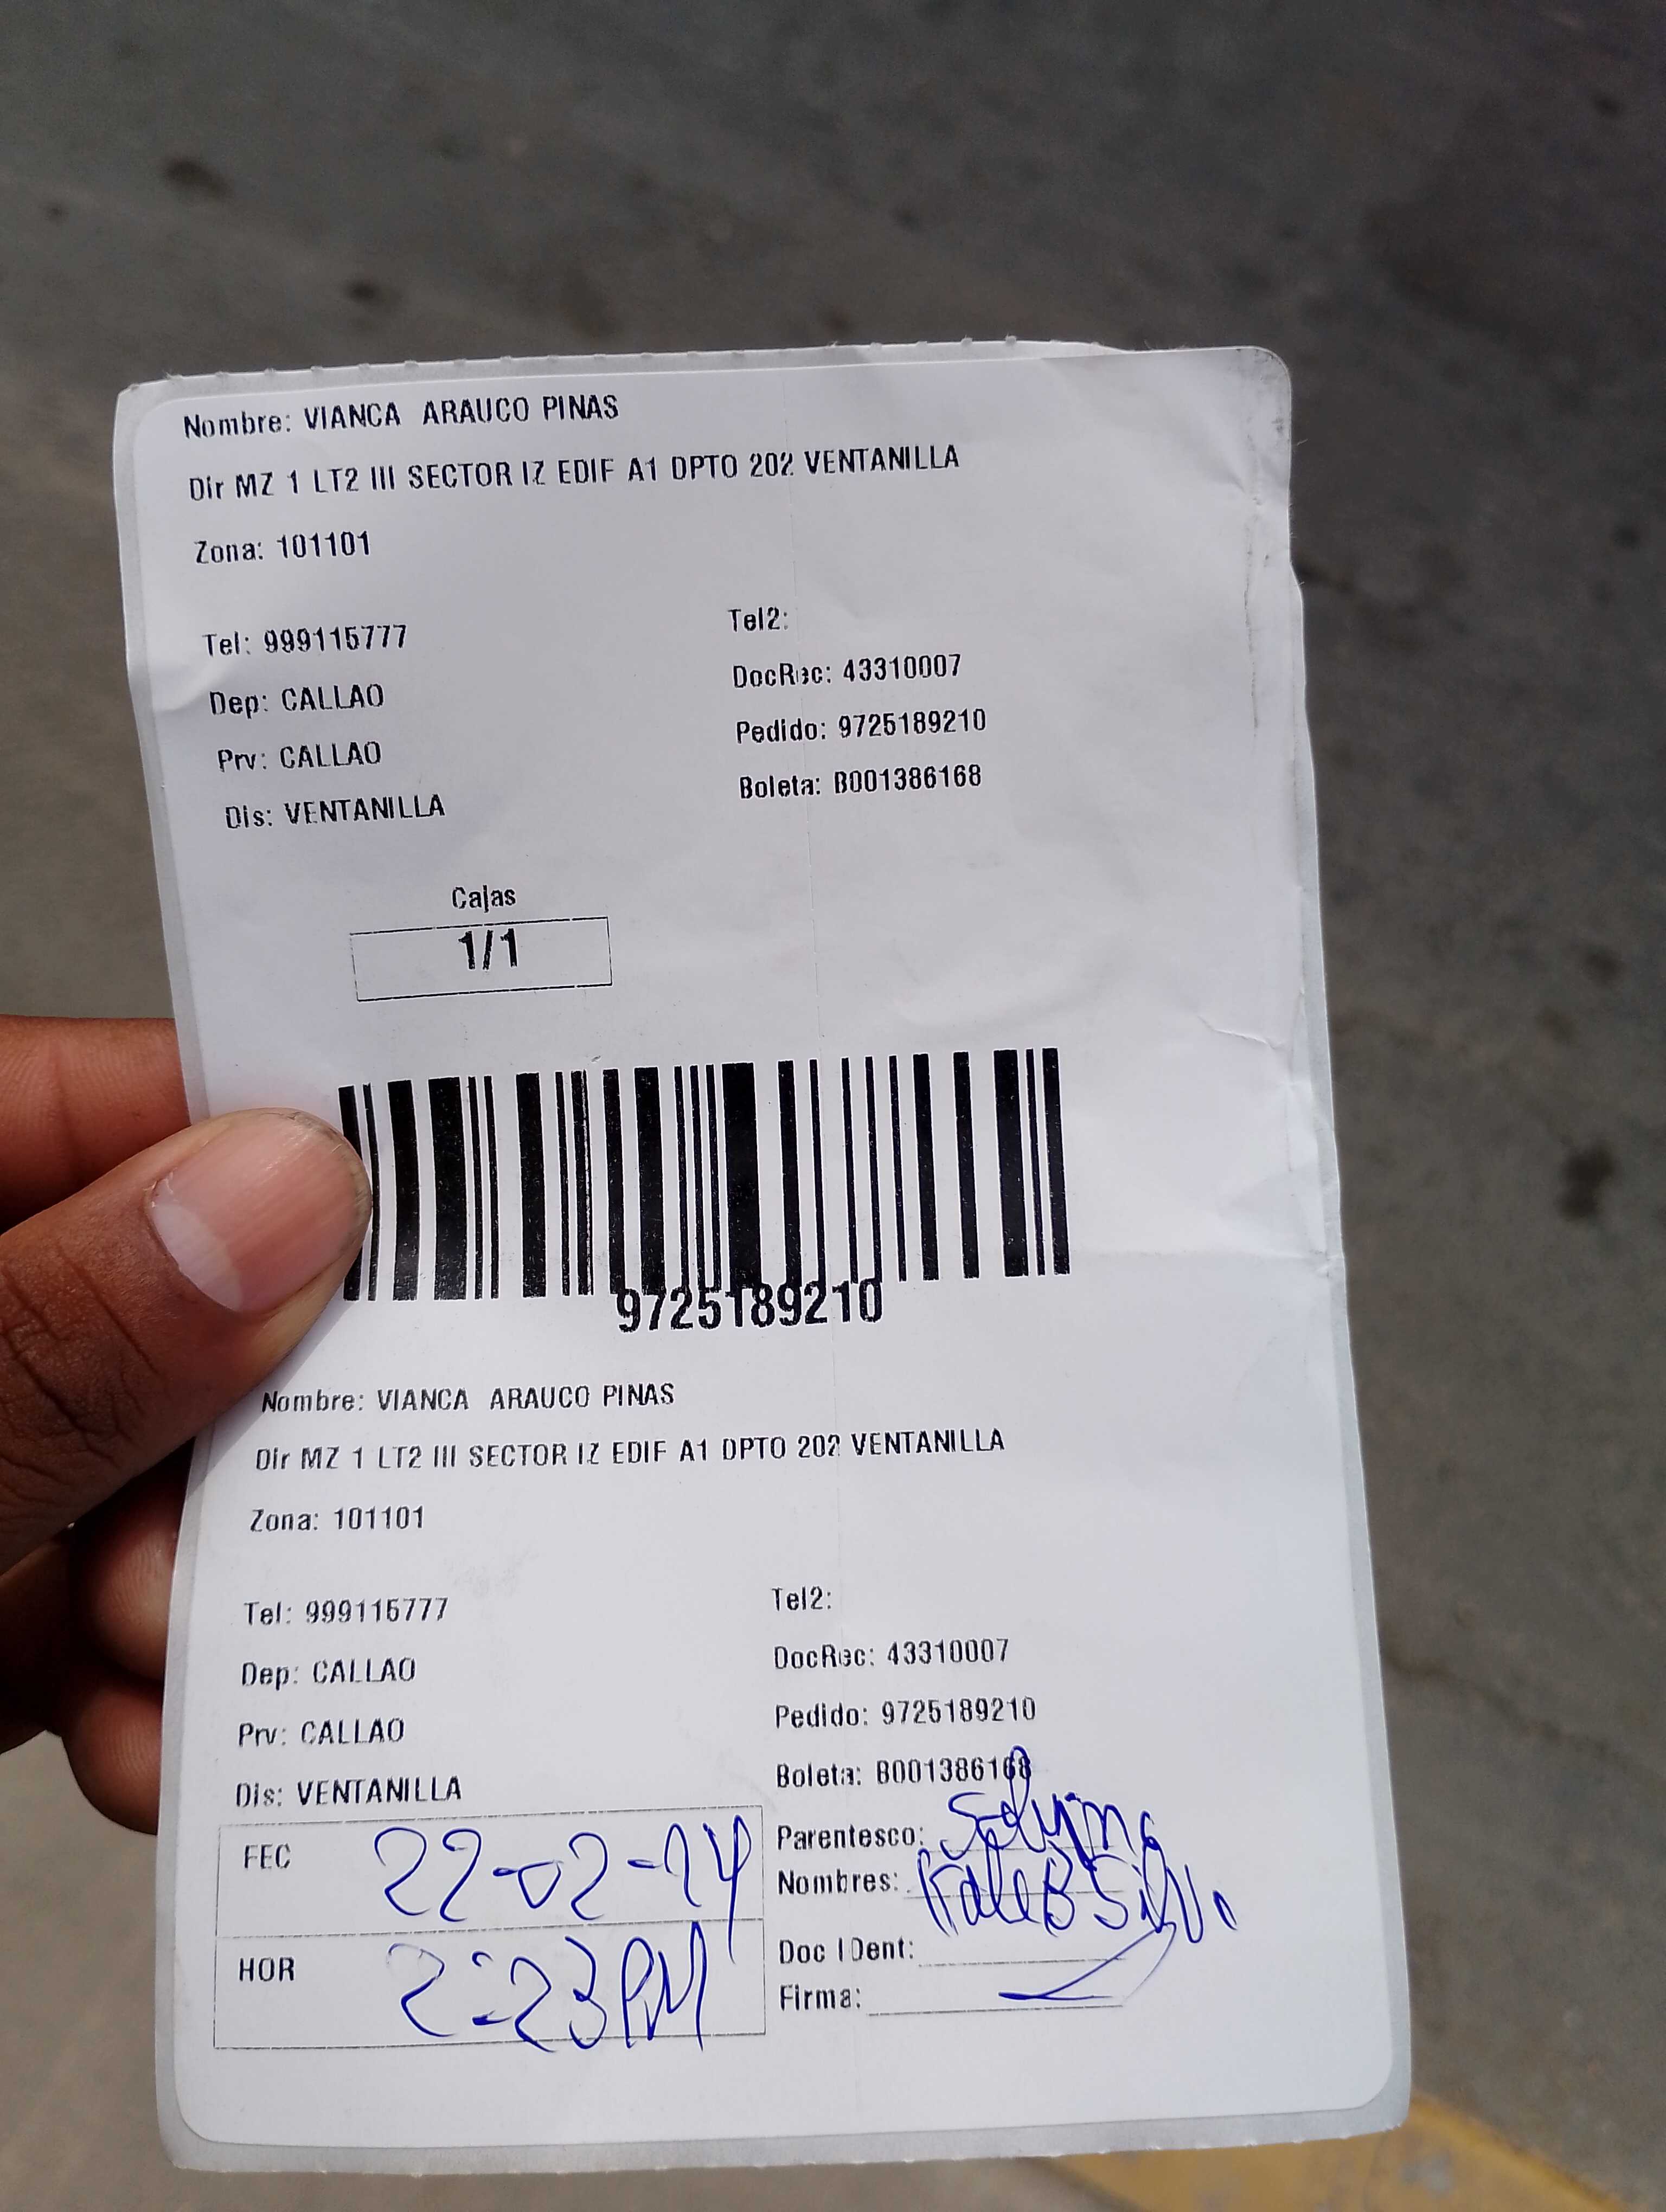 Nombre: VIANCA ARAUCO PINAS
Dir MZ 1 LT2 III SECTOR IZ EDIF A1 DPTO 202 VENTANILLA
Zona: 101101
Tel: 999115777
Tel2:
Dep: CALLAO
DocRec: 43310007
Prv: CALLAO
Pedido: 9725189210
Dis: VENTANILLA
Boleta: B001386168
Cajas
1/1
9725189210
Nombre: VIANCA ARAUCO PINAS
Dir MZ 1 LT2 III SECTOR IZ EDIF A1 DPTO 202 VENTANILLA
Zona: 101101
Tel: 999115777
Tel2:
Dep: CALLAO
DocRec: 43310007
Prv: CALLAO
Pedido: 9725189210
Dis: VENTANILLA
Boleta: B001386168
FEC 22-02-24
Parentesco:
Nombres: KaleB
HOR 2:23 PM
Doc IDent:
Firma: